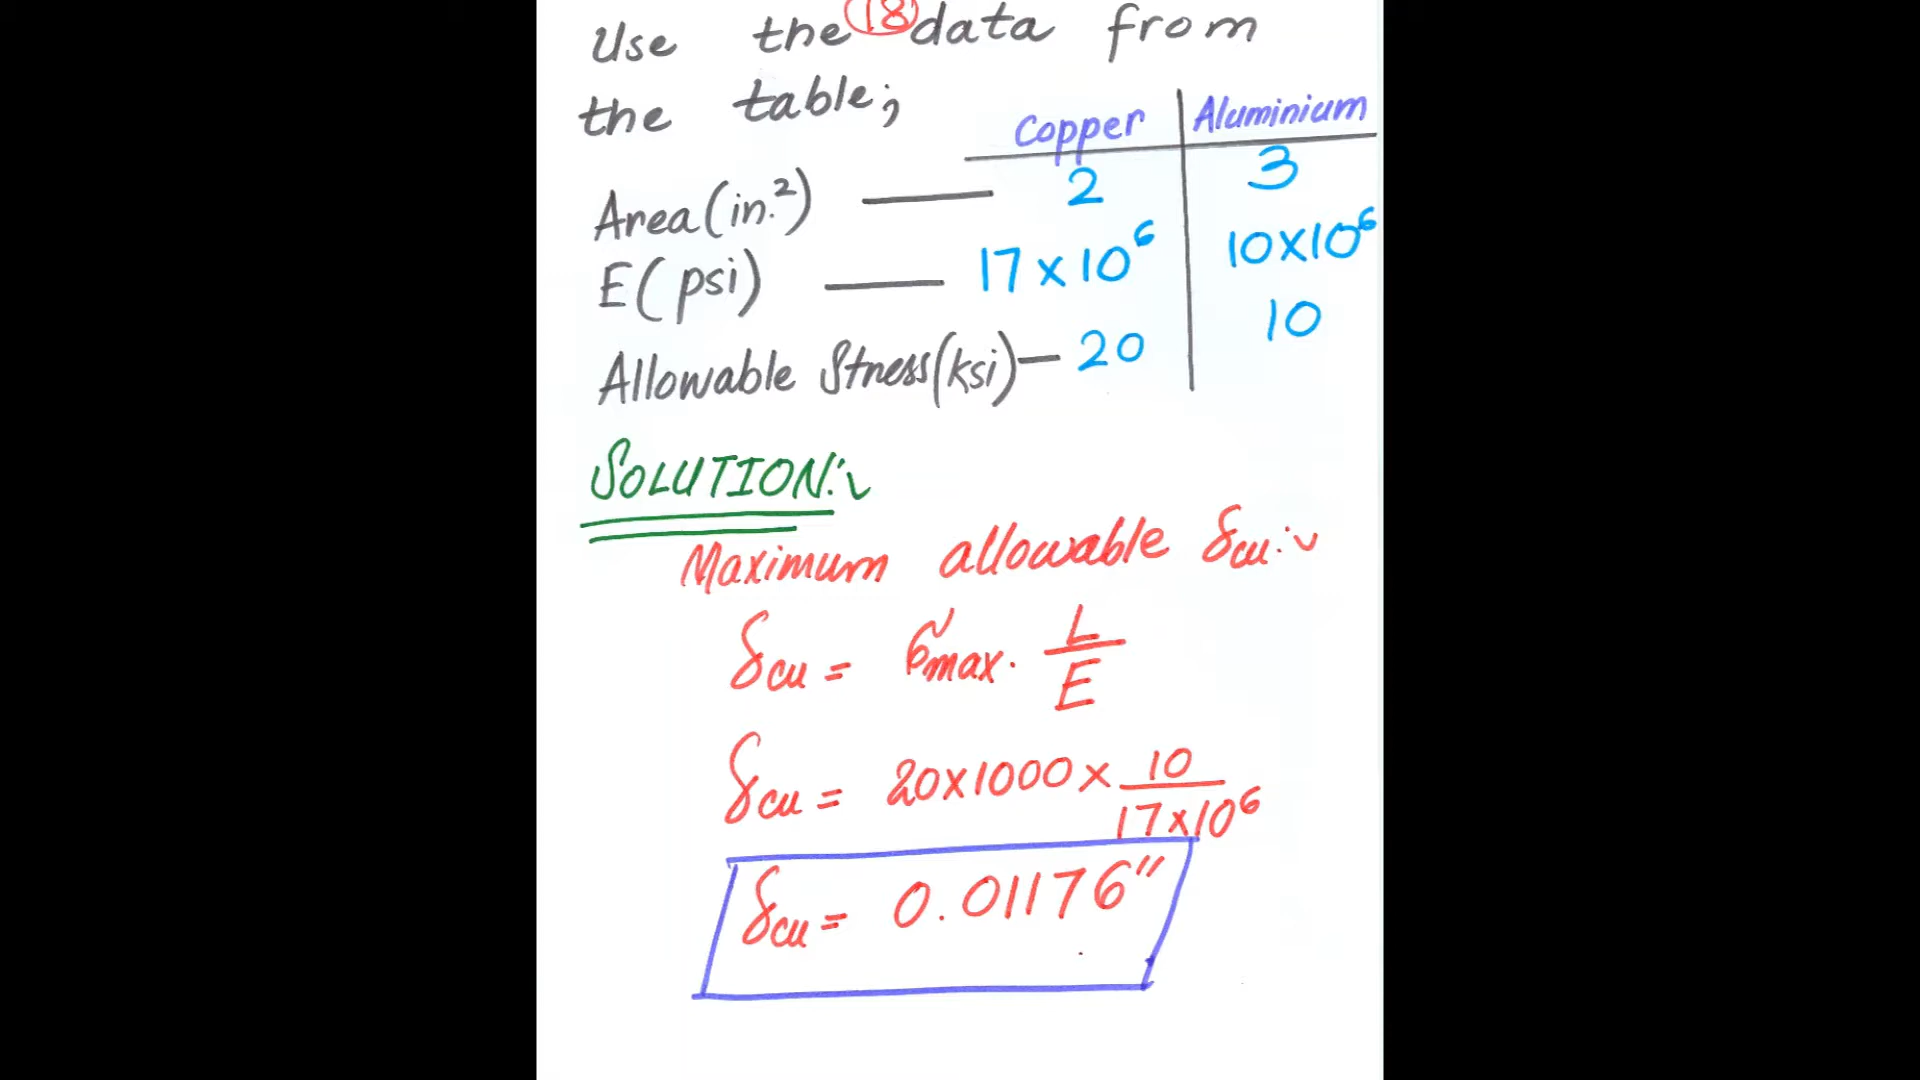 Use the 18 data from
the table;
Copper Aluminium
Area (in.²) — 2 3
E (psi) — 17 x 10⁶ 10x10⁶
Allowable Stress (ksi) — 20 10
SOLUTION:~
Maximum allowable δcu:~
δcu = σmax. L/E
δcu = 20x1000 x 10/17x10⁶
δcu = 0.01176"